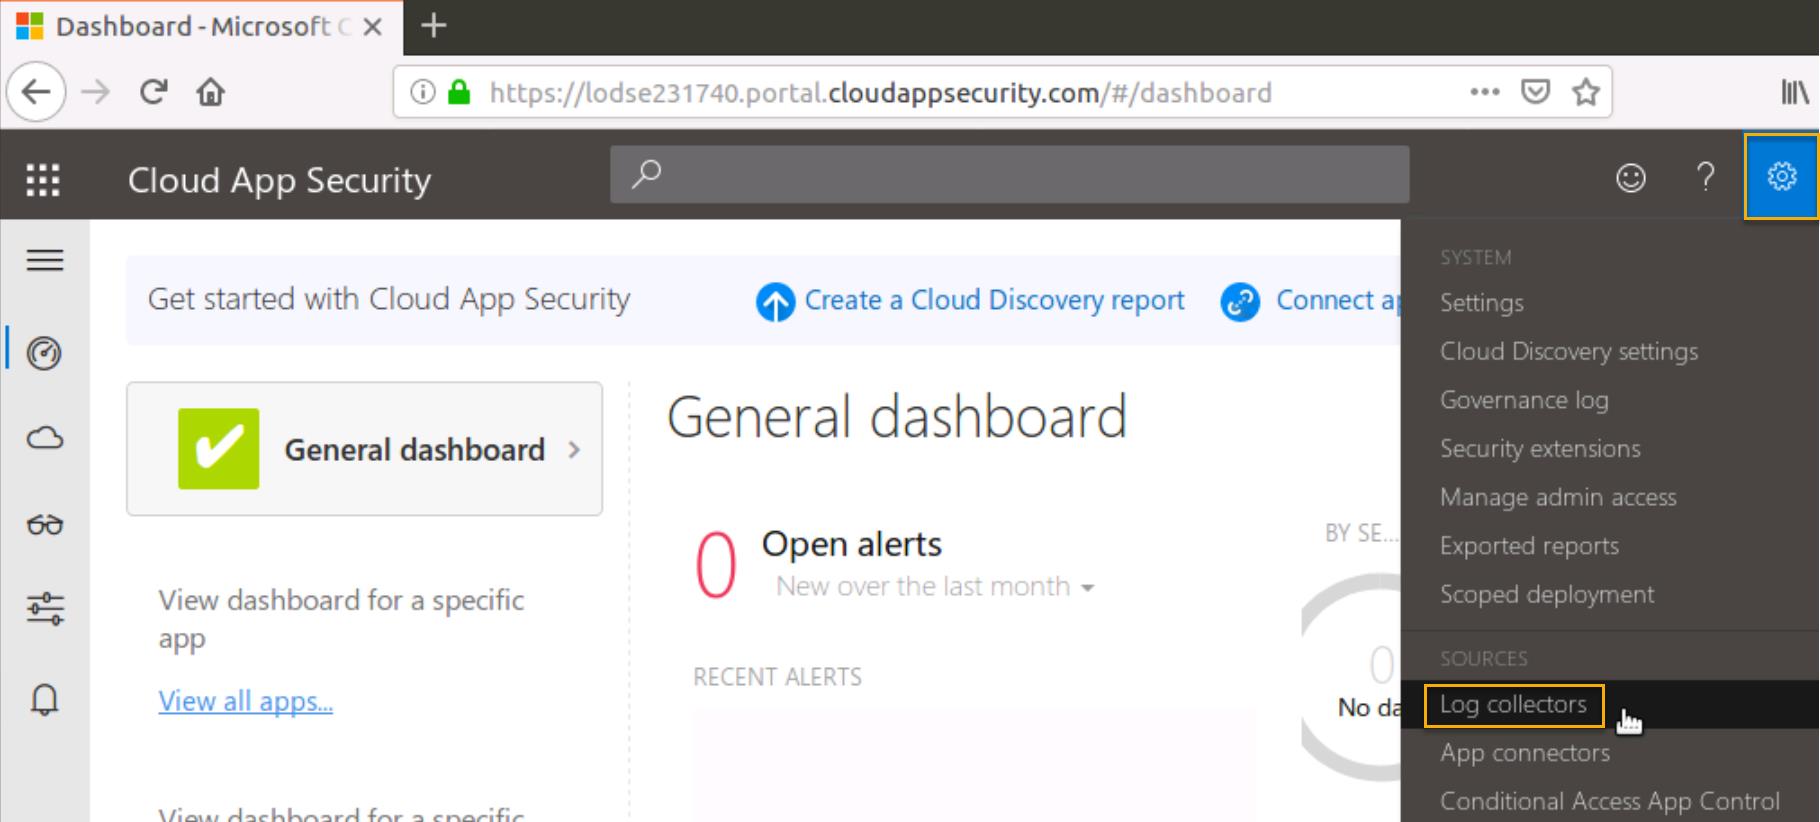 Dashboard - Microsoft C
https://lodse231740.portal.cloudappsecurity.com/#/dashboard
Cloud App Security
?
Get started with Cloud App Security
Create a Cloud Discovery report
Connect ap
General dashboard
View dashboard for a specific
app
View all apps...
View dashboard for a specific
General dashboard
0
Open alerts
New over the last month
RECENT ALERTS
BY SE...
0
No da
SYSTEM
Settings
Cloud Discovery settings
Governance log
Security extensions
Manage admin access
Exported reports
Scoped deployment
SOURCES
Log collectors
App connectors
Conditional Access App Control